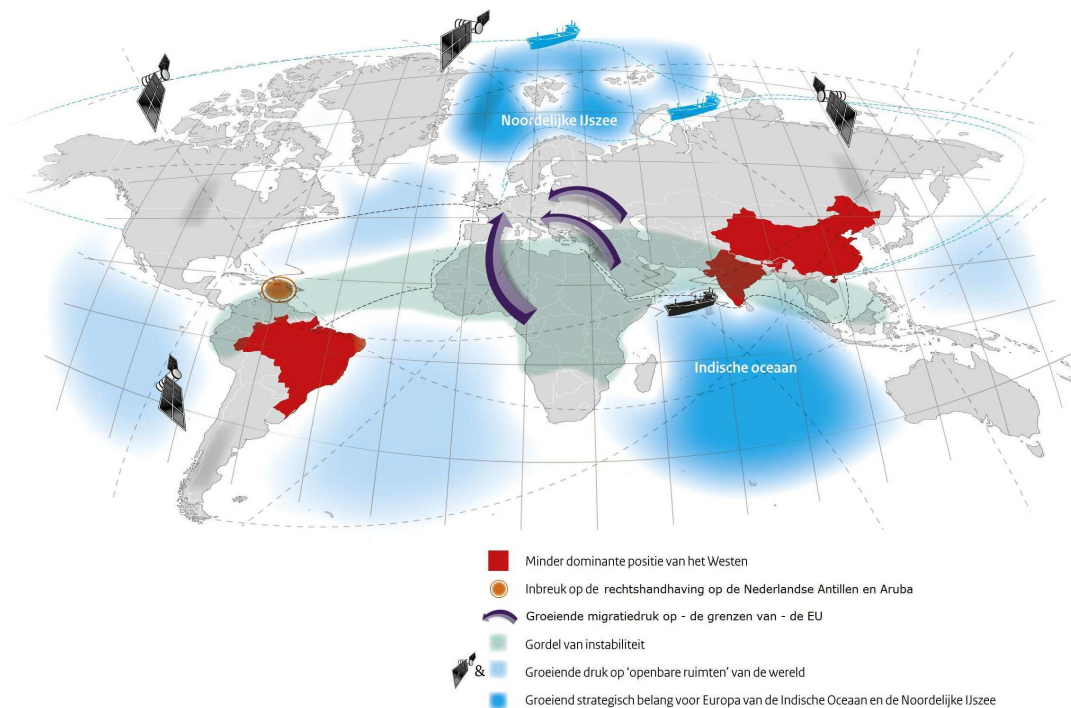 Noordelijke IJszee
Indische oceaan
Minder dominante positie van het Westen
Inbreuk op de rechtshandhaving op de Nederlandse Antillen en Aruba
Groeiende migratiedruk op - de grenzen van - de EU
Gordel van instabiliteit
& Groeiende druk op ‘openbare ruimten’ van de wereld
Groeiend strategisch belang voor Europa van de Indische Oceaan en de Noordelijke IJszee